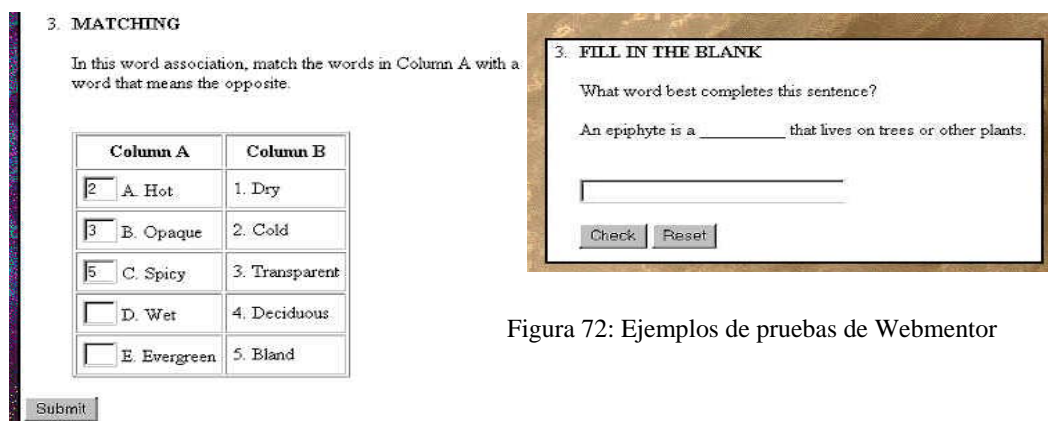 3. MATCHING
In this word association, match the words in Column A with a
word that means the opposite.
Column A Column B
2 A. Hot 1. Dry
3 B. Opaque 2. Cold
5 C. Spicy 3. Transparent
D. Wet 4. Deciduous
E. Evergreen 5. Bland
Submit
3. FILL IN THE BLANK
What word best completes this sentence?
An epiphyte is a __________ that lives on trees or other plants.
Check Reset
Figura 72: Ejemplos de pruebas de Webmentor